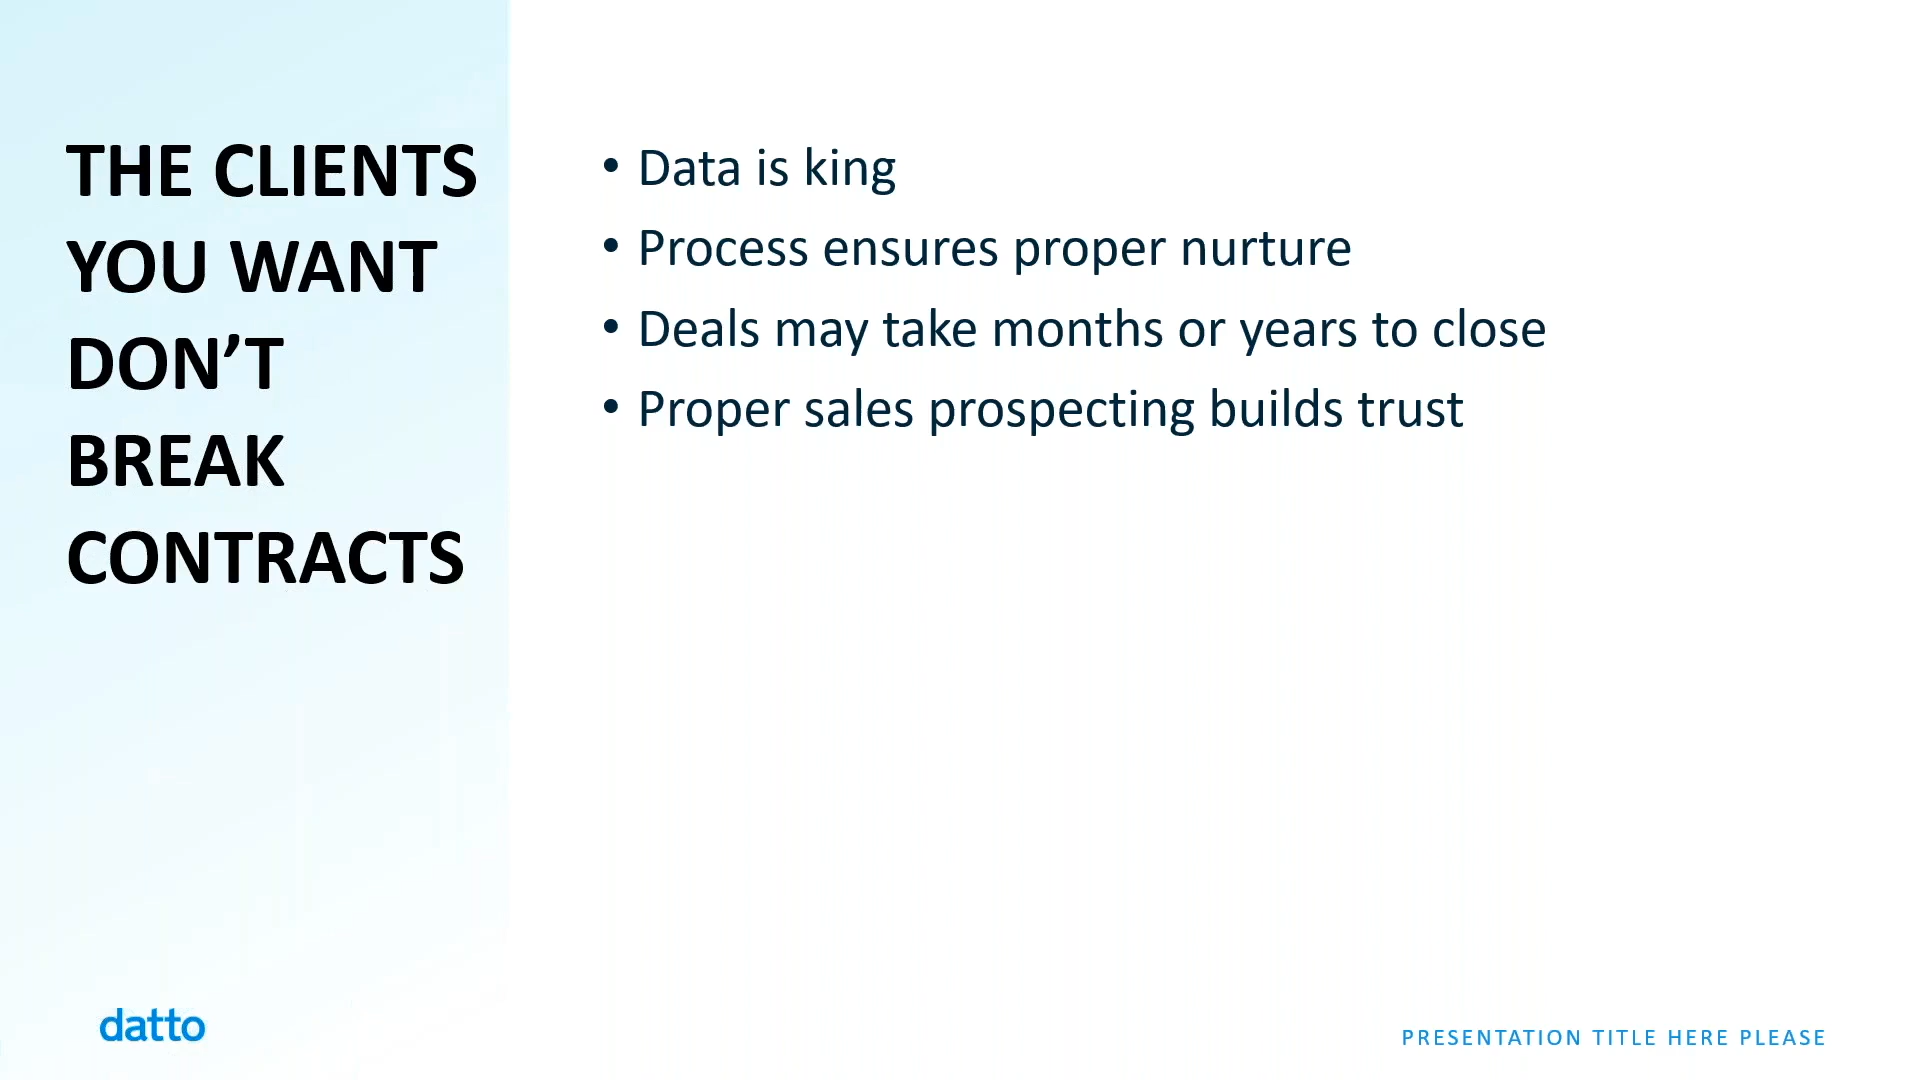 THE CLIENTS
YOU WANT
DON’T
BREAK
CONTRACTS
• Data is king
• Process ensures proper nurture
• Deals may take months or years to close
• Proper sales prospecting builds trust
datto
PRESENTATION TITLE HERE PLEASE